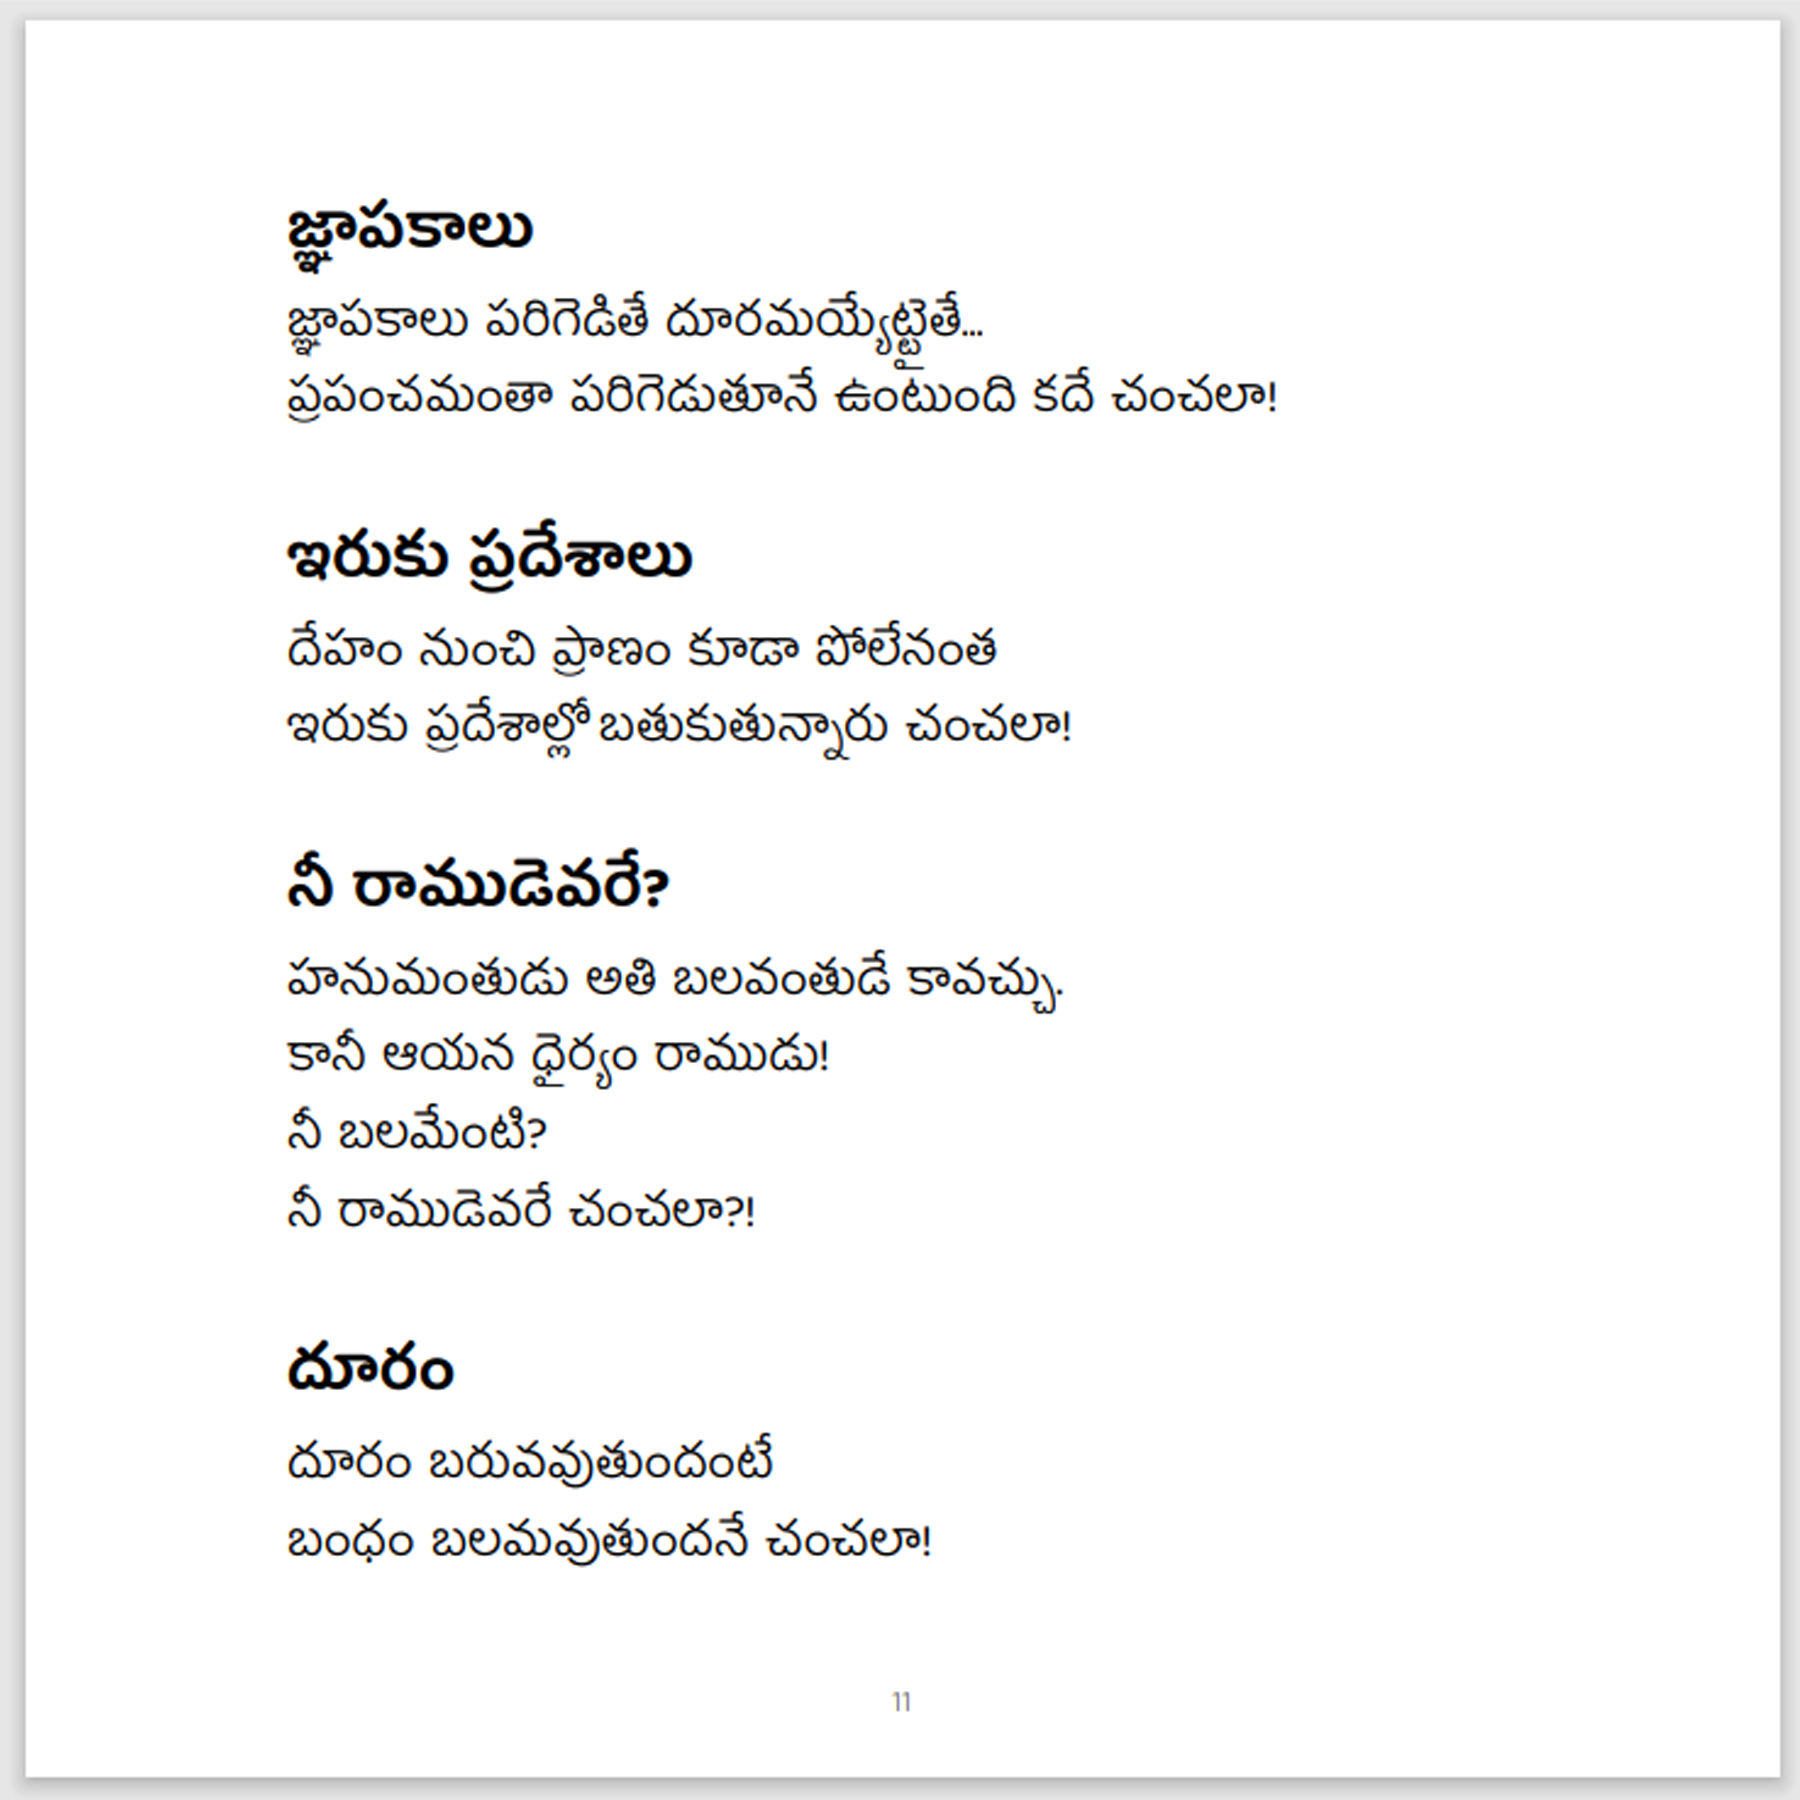 జ్ఞాపకాలు
జ్ఞాపకాలు పరిగెడితే దూరమయ్యేట్టైతే...
ప్రపంచమంతా పరిగెడుతూనే ఉంటుంది కదే చంచలా!
ఇరుకు ప్రదేశాలు
దేహం నుంచి ప్రాణం కూడా పోలేనంత
ఇరుకు ప్రదేశాల్లో బతుకుతున్నారు చంచలా!
నీ రాముడెవరే?
హనుమంతుడు అతి బలవంతుడే కావచ్చు.
కానీ ఆయన ధైర్యం రాముడు!
నీ బలమేంటి?
నీ రాముడెవరే చంచలా?!
దూరం
దూరం బరువవుతుందంటే
బంధం బలమవుతుందనే చంచలా!
11